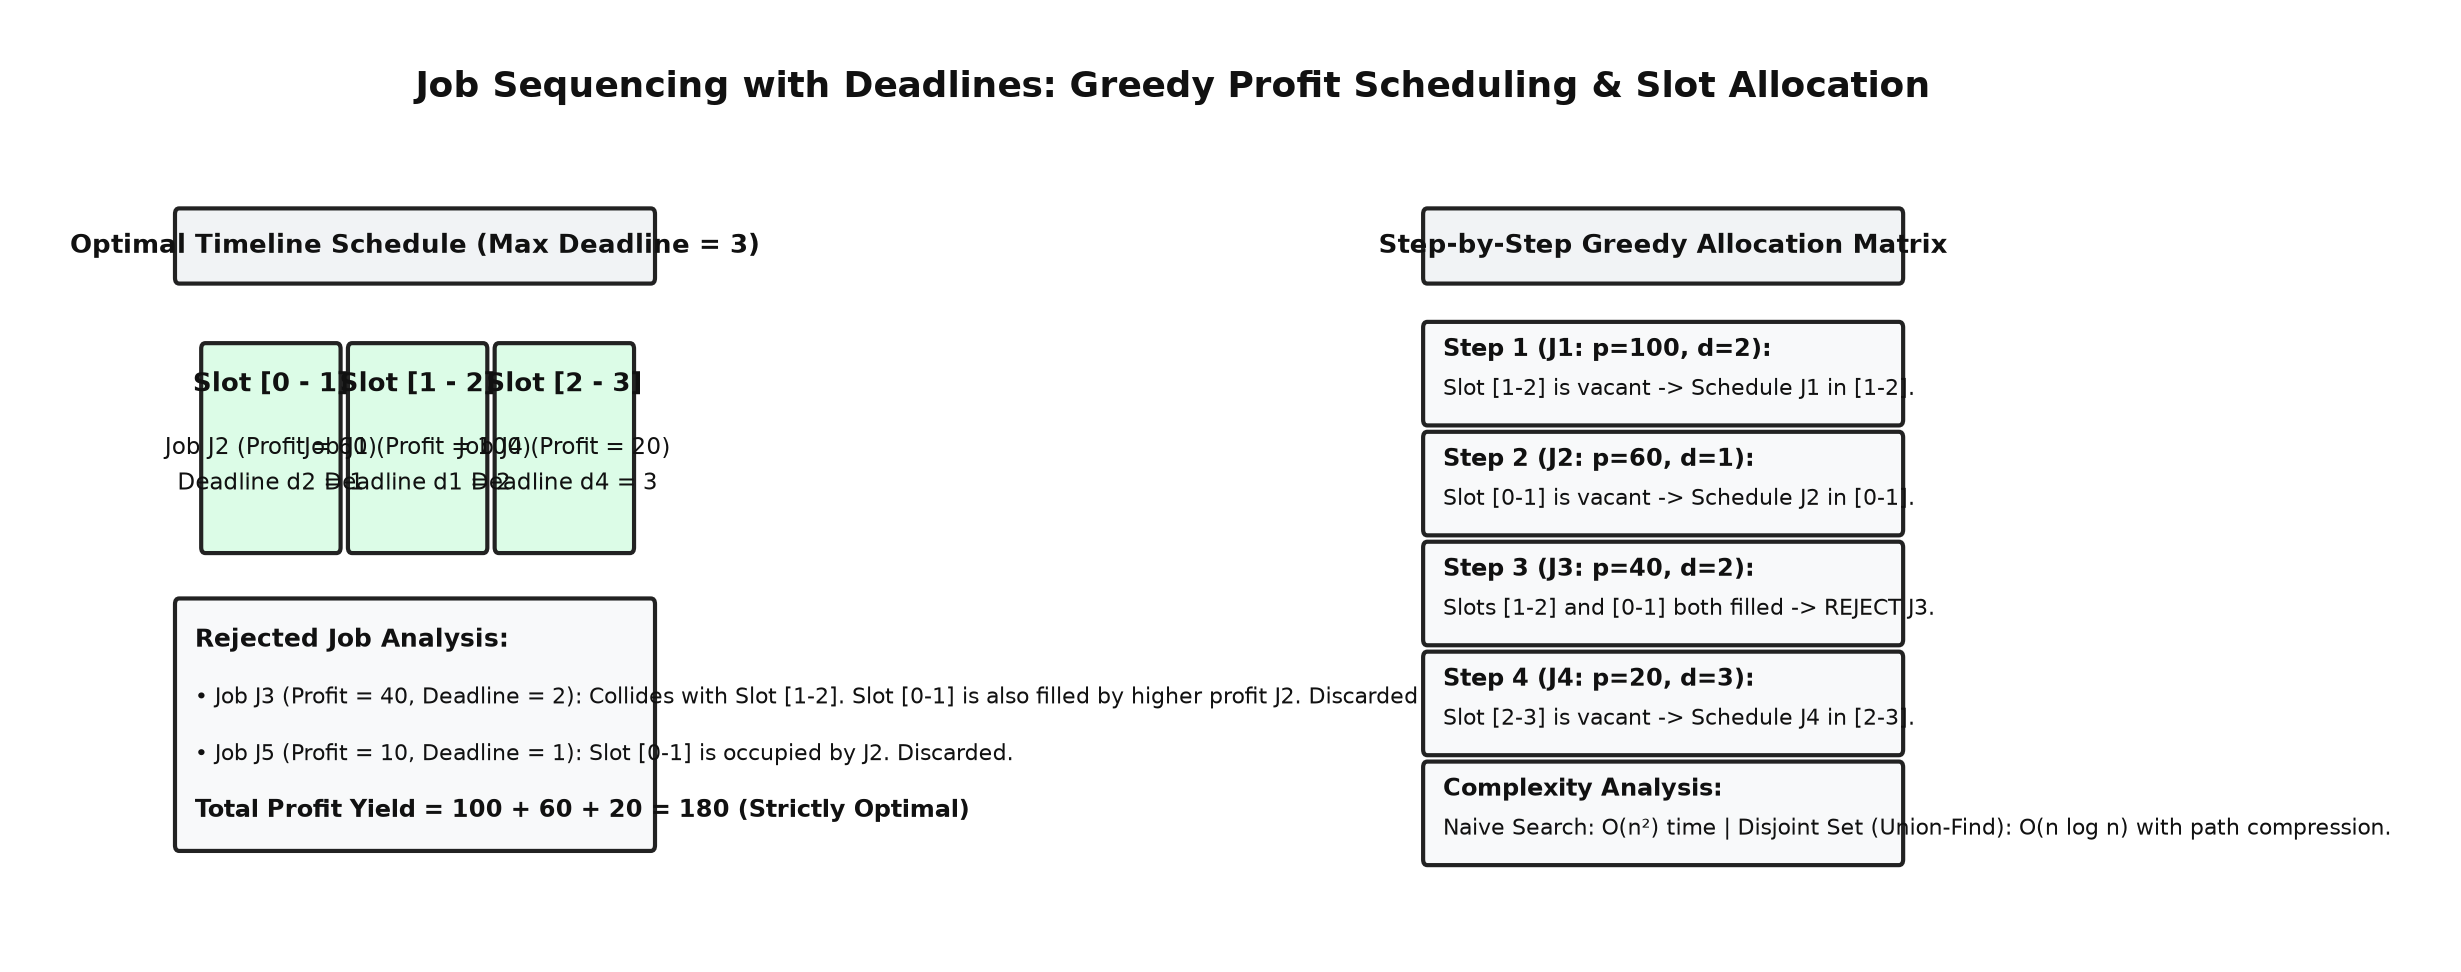 Job Sequencing with Deadlines: Greedy Profit Scheduling & Slot Allocation
Optimal Timeline Schedule (Max Deadline = 3)
Slot [0 - 1]
Job J2 (Profit = 60)
Deadline d2 = 1
Slot [1 - 2]
Job J1 (Profit = 100)
Deadline d1 = 2
Slot [2 - 3]
Job J4 (Profit = 20)
Deadline d4 = 3
Rejected Job Analysis:
• Job J3 (Profit = 40, Deadline = 2): Collides with Slot [1-2]. Slot [0-1] is also filled by higher profit J2. Discarded
• Job J5 (Profit = 10, Deadline = 1): Slot [0-1] is occupied by J2. Discarded.
Total Profit Yield = 100 + 60 + 20 = 180 (Strictly Optimal)
Step-by-Step Greedy Allocation Matrix
Step 1 (J1: p=100, d=2):
Slot [1-2] is vacant -> Schedule J1 in [1-2].
Step 2 (J2: p=60, d=1):
Slot [0-1] is vacant -> Schedule J2 in [0-1].
Step 3 (J3: p=40, d=2):
Slots [1-2] and [0-1] both filled -> REJECT J3.
Step 4 (J4: p=20, d=3):
Slot [2-3] is vacant -> Schedule J4 in [2-3].
Complexity Analysis:
Naive Search: O(n²) time | Disjoint Set (Union-Find): O(n log n) with path compression.